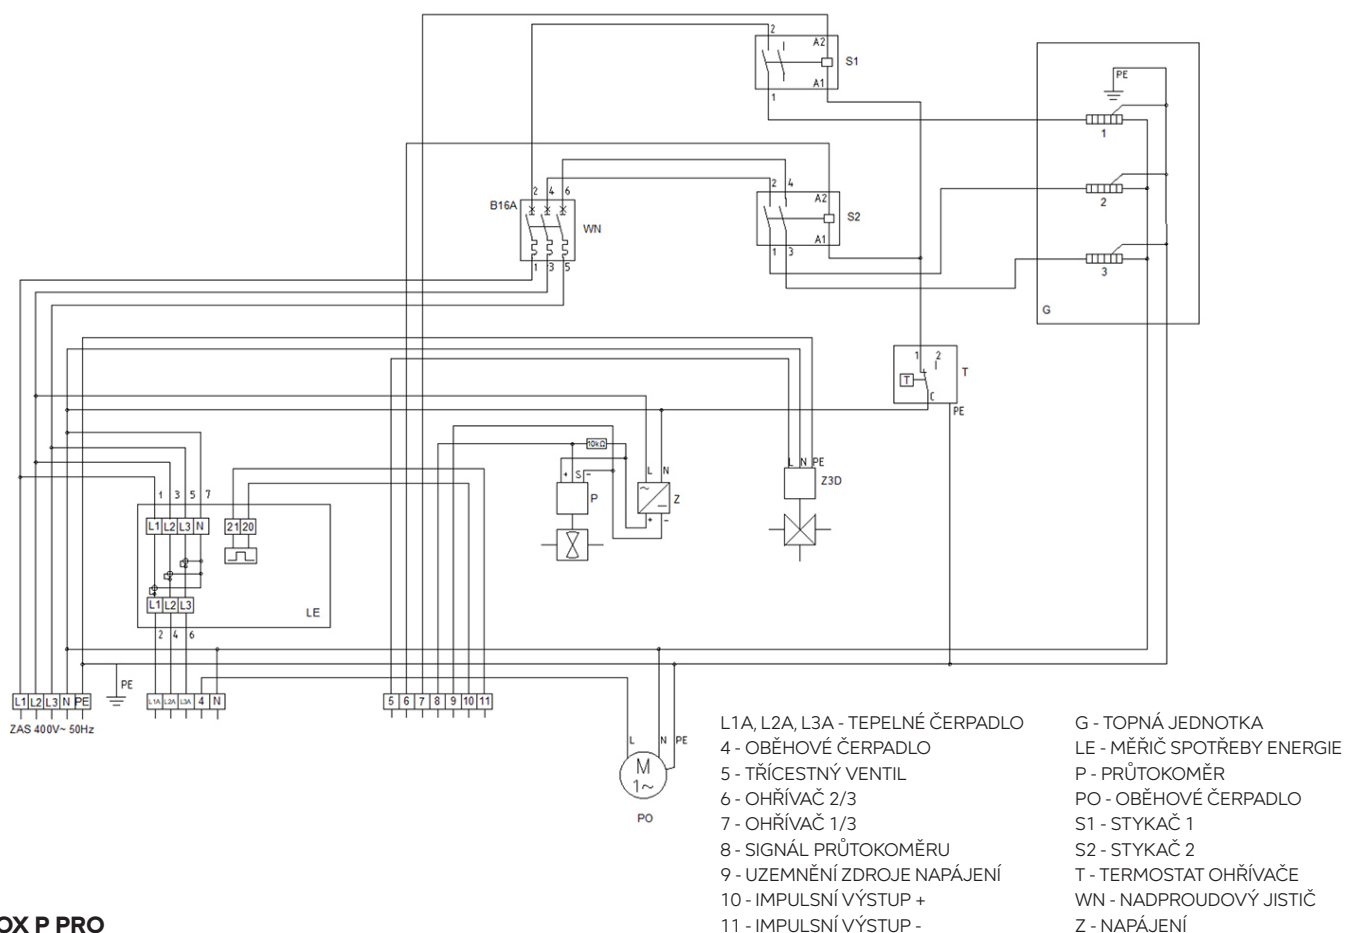 2
A2
S1
A1
1
PE
1
2
3
G
2 4
A2
S2
A1
1 3
B16A
2 4 6
WN
1 3 5
1 2
T
T
C
PE
10kΩ
+ S -
P
L N
~
Z
+ -
L N PE
Z3D
1 3 5 7
L1 L2 L3 N
21 20
L1 L2 L3
LE
2 4 6
PE
L1 L2 L3 N PE
L1A L2A L3A 4 N
5 6 7 8 9 10 11
ZAS 400V~ 50Hz
L N PE
M
1~
PO
L1A, L2A, L3A - TEPELNÉ ČERPADLO
4 - OBĚHOVÉ ČERPADLO
5 - TŘÍCESTNÝ VENTIL
6 - OHŘÍVAČ 2/3
7 - OHŘÍVAČ 1/3
8 - SIGNÁL PRŮTOKOMĚRU
9 - UZEMNĚNÍ ZDROJE NAPÁJENÍ
10 - IMPULSNÍ VÝSTUP +
11 - IMPULSNÍ VÝSTUP -
G - TOPNÁ JEDNOTKA
LE - MĚŘIČ SPOTŘEBY ENERGIE
P - PRŮTOKOMĚR
PO - OBĚHOVÉ ČERPADLO
S1 - STYKAČ 1
S2 - STYKAČ 2
T - TERMOSTAT OHŘÍVAČE
WN - NADPROUDOVÝ JISTIČ
Z - NAPÁJENÍ
OX P PRO